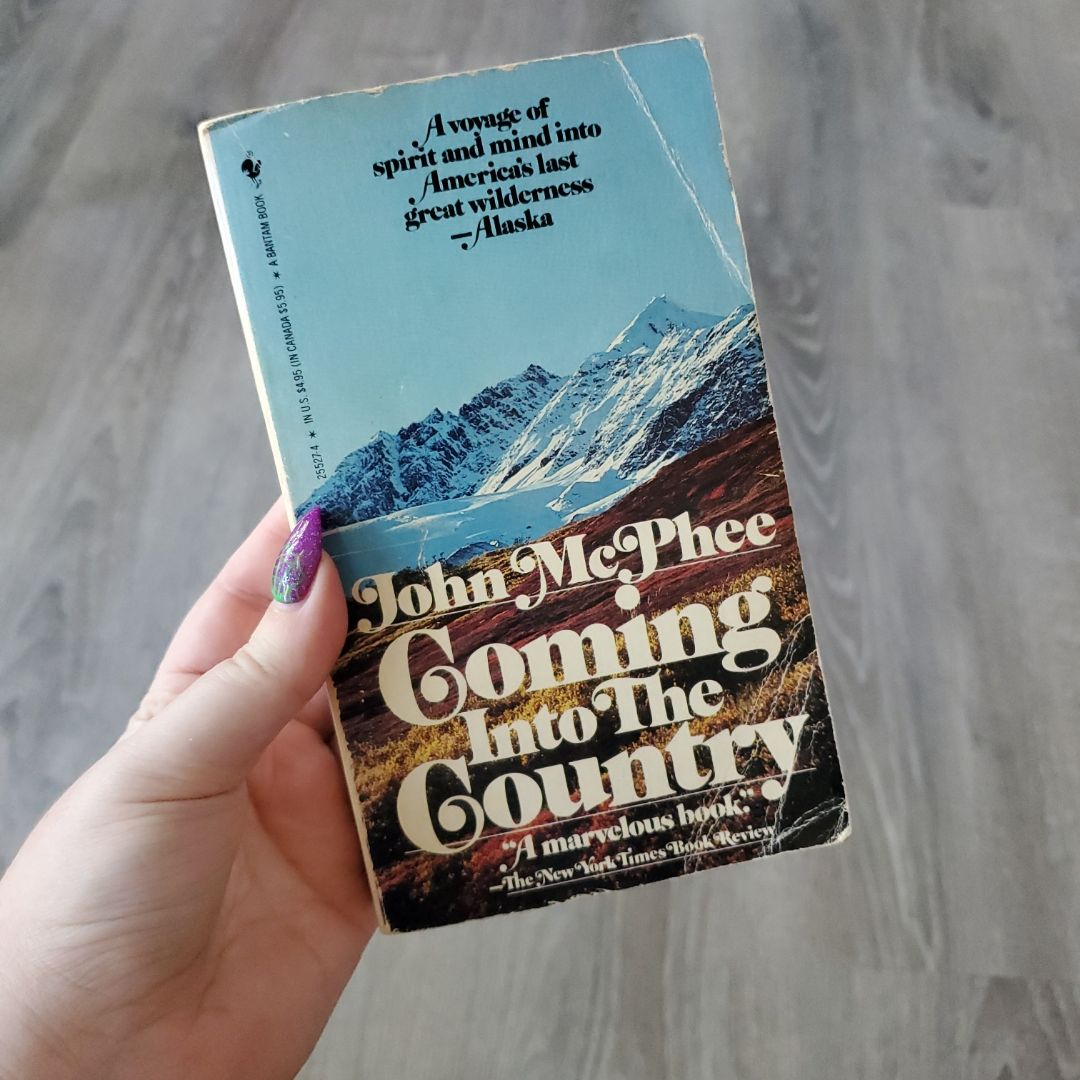 A voyage of
spirit and mind into
America's last
great wilderness
—Alaska
25527-4 * IN U.S. $4.95 (IN CANADA $5.95) * A BANTAM BOOK
John McPhee
Coming
Into The
Country
“A marvelous book.”
—The New York Times Book Review